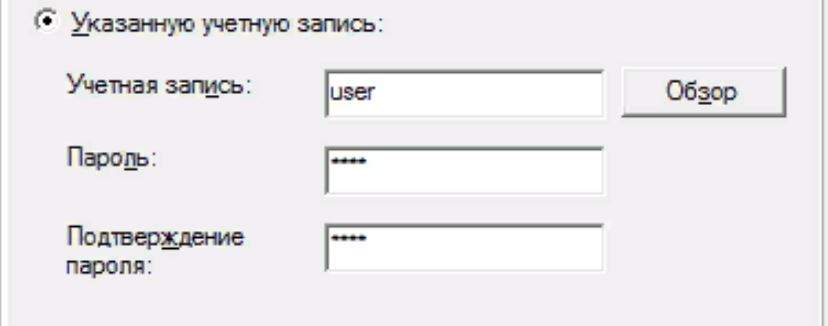 Указанную учетную запись:
Учетная запись: user Обзор
Пароль: ****
Подтверждение
пароля: ****